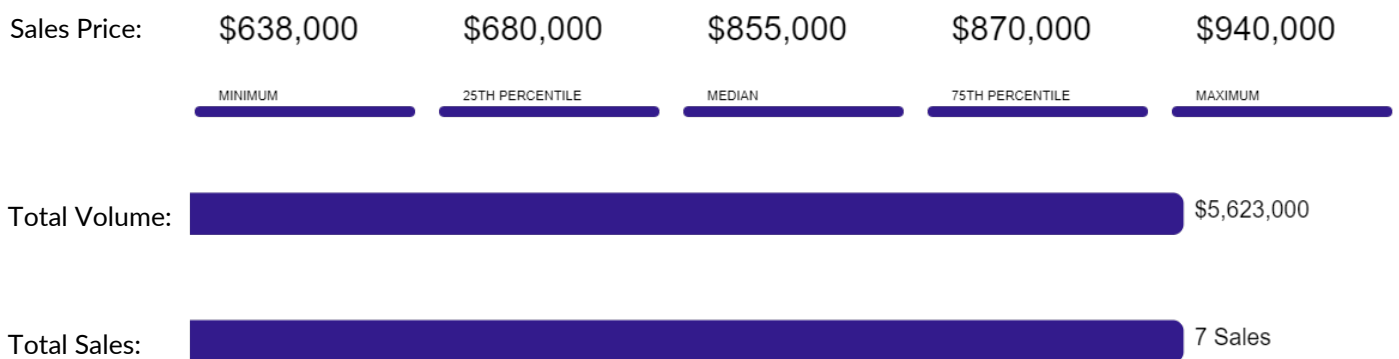 Sales Price: $638,000 $680,000 $855,000 $870,000 $940,000
MINIMUM 25TH PERCENTILE MEDIAN 75TH PERCENTILE MAXIMUM
Total Volume: $5,623,000
Total Sales: 7 Sales